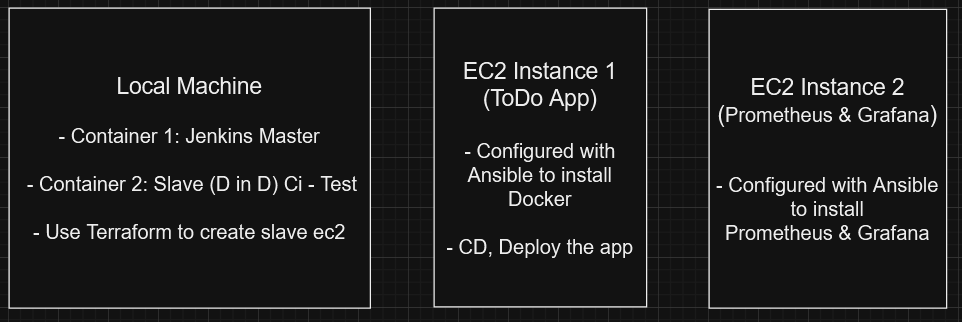 Local Machine
- Container 1: Jenkins Master
- Container 2: Slave (D in D) Ci - Test
- Use Terraform to create slave ec2
EC2 Instance 1
(ToDo App)
- Configured with
Ansible to install
Docker
- CD, Deploy the app
EC2 Instance 2
(Prometheus & Grafana)
- Configured with Ansible
to install
Prometheus & Grafana